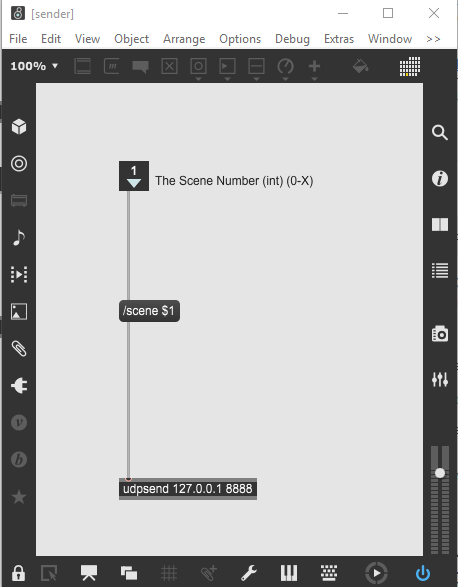 [sender]
File Edit View Object Arrange Options Debug Extras Window >>
100%
m
1
The Scene Number (int) (0-X)
/scene $1
udpsend 127.0.0.1 8888
v
b